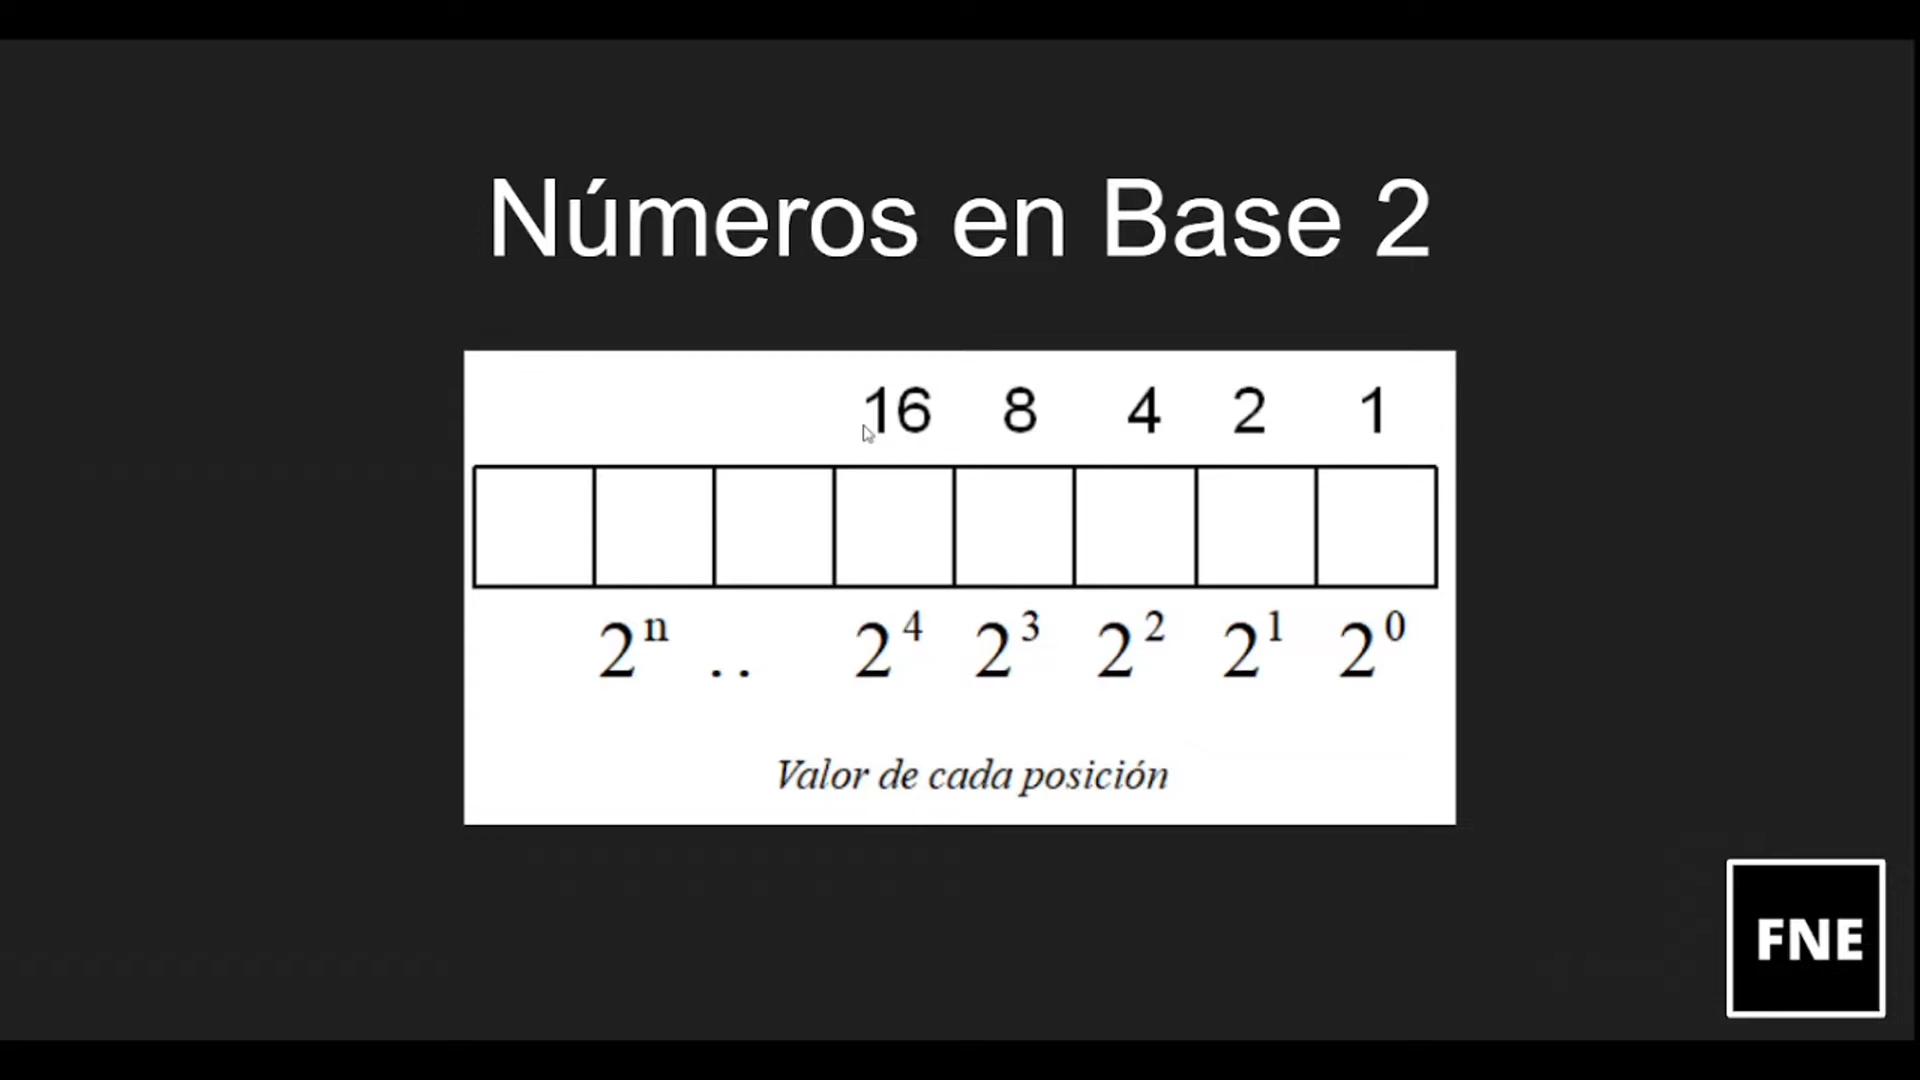 Números en Base 2
16 8 4 2 1
2ⁿ .. 2⁴ 2³ 2² 2¹ 2⁰
Valor de cada posición
FNE